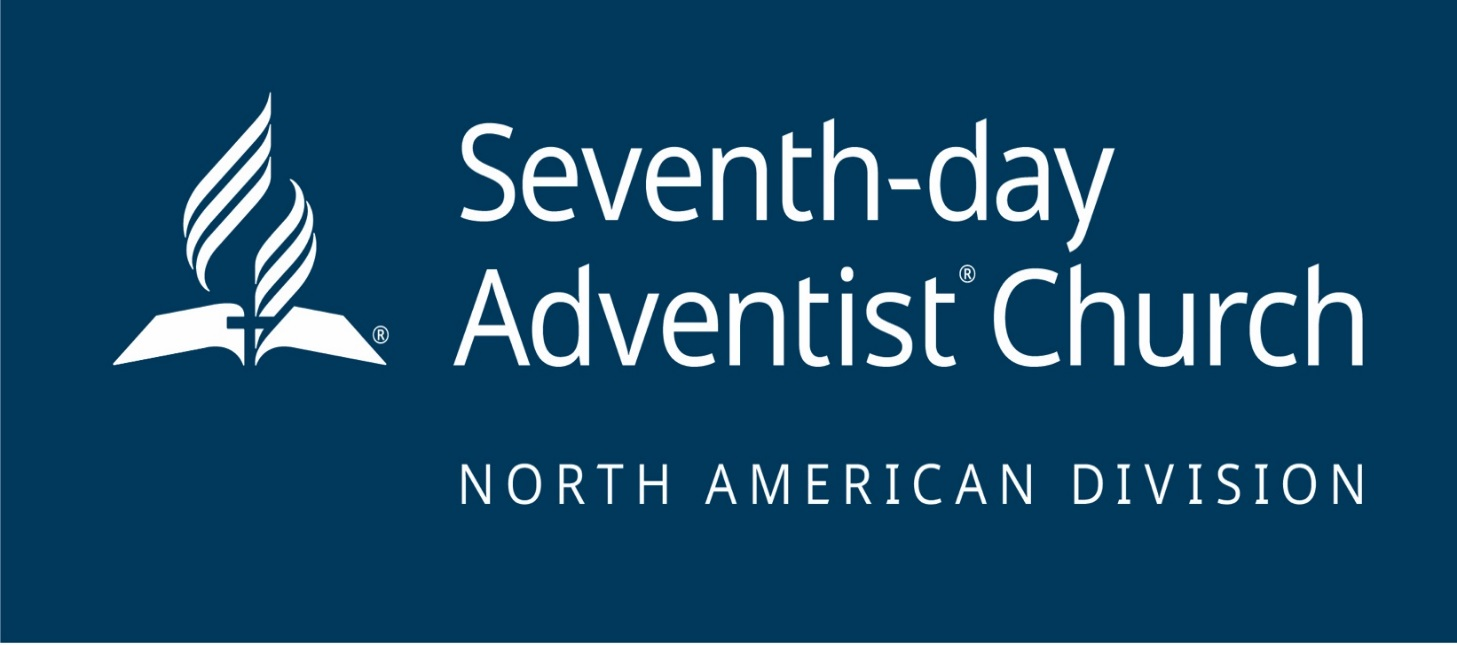 Seventh-day
Adventist® Church
NORTH AMERICAN DIVISION
®